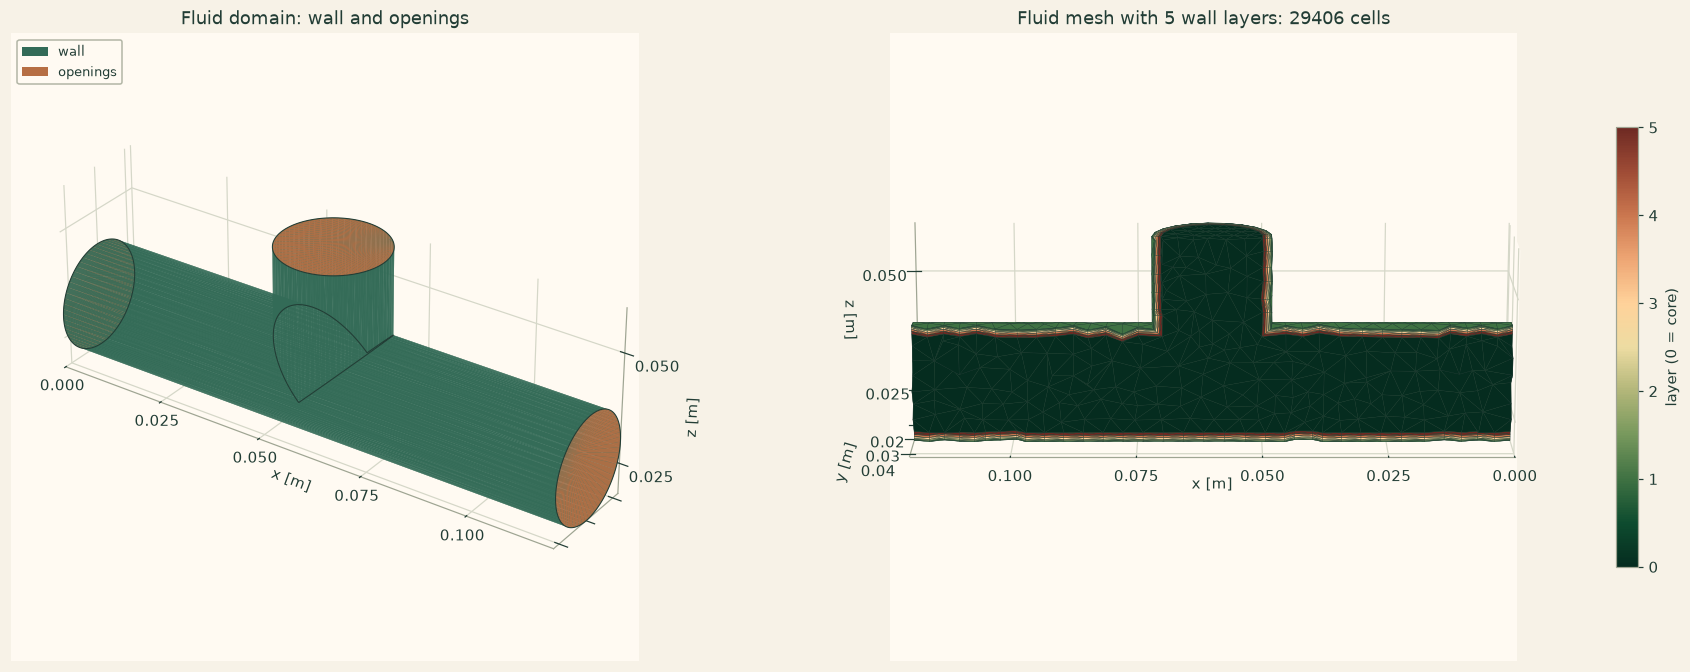 Fluid domain: wall and openings
wall
openings
0.000
0.025
0.050
0.075
0.100
x [m]
0.050
0.025
z [m]
Fluid mesh with 5 wall layers: 29406 cells
0.050
0.025
z [m]
0.02
0.03
0.04
y [m]
0.100
0.075
0.050
0.025
0.000
x [m]
5
4
3
2
1
0
layer (0 = core)